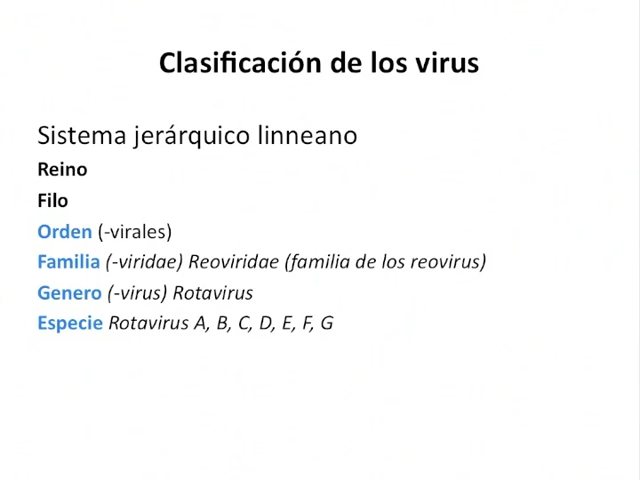 Clasificación de los virus
Sistema jerárquico linneano
Reino
Filo
Orden (-virales)
Familia (-viridae) Reoviridae (familia de los reovirus)
Genero (-virus) Rotavirus
Especie Rotavirus A, B, C, D, E, F, G